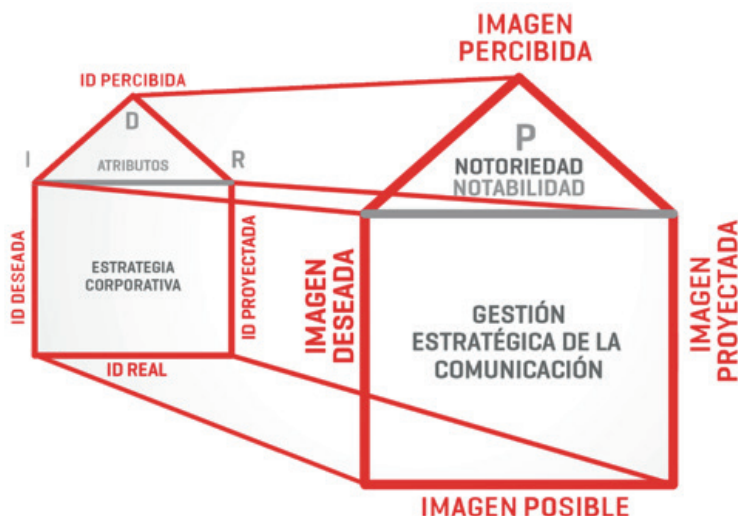 IMAGEN
PERCIBIDA
ID PERCIBIDA
D
I
ATRIBUTOS
R
P
NOTORIEDAD
NOTABILIDAD
ID DESEADA
ESTRATEGIA
CORPORATIVA
ID PROYECTADA
ID REAL
IMAGEN
DESEADA
GESTIÓN
ESTRATÉGICA DE LA
COMUNICACIÓN
IMAGEN
PROYECTADA
IMAGEN POSIBLE